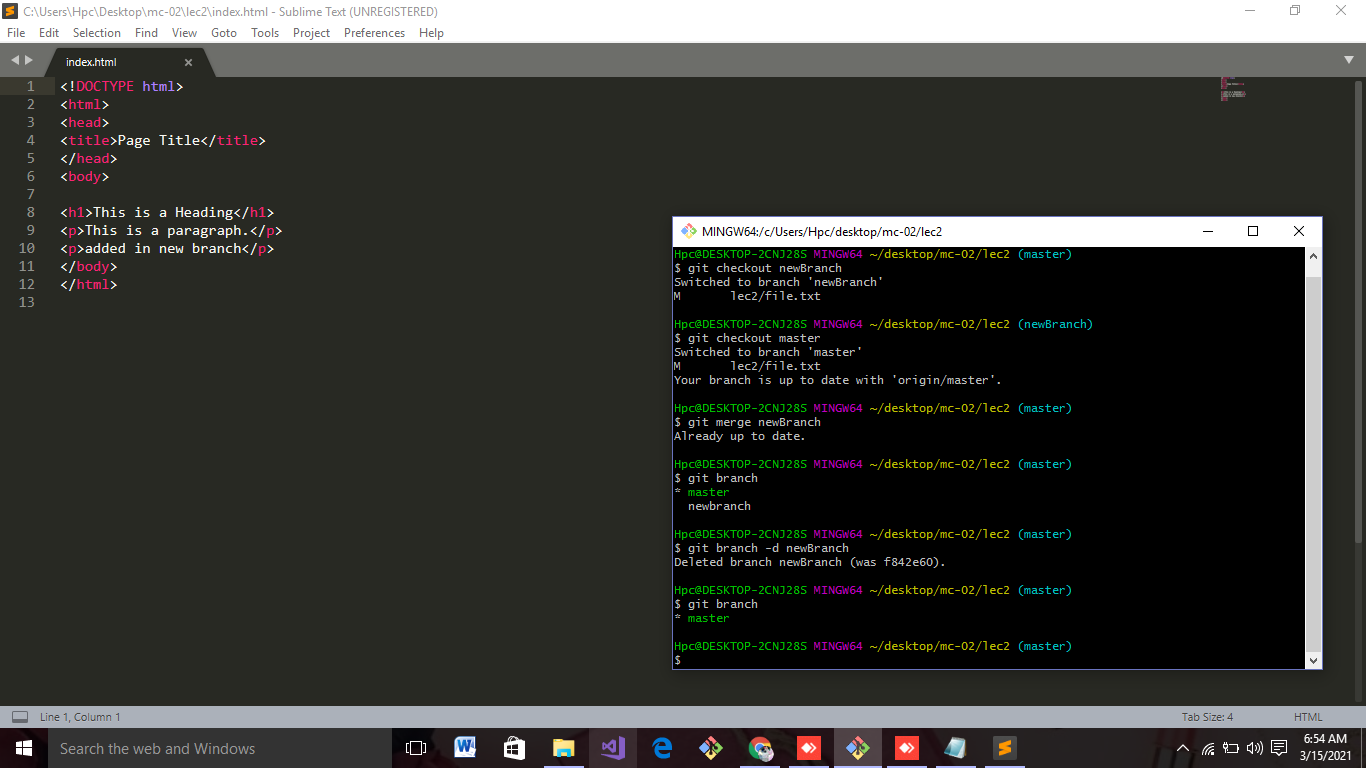 C:\Users\Hpc\Desktop\mc-02\lec2\index.html - Sublime Text (UNREGISTERED)
File Edit Selection Find View Goto Tools Project Preferences Help
index.html
1 <!DOCTYPE html>
2 <html>
3 <head>
4 <title>Page Title</title>
5 </head>
6 <body>
7
8 <h1>This is a Heading</h1>
9 <p>This is a paragraph.</p>
10 <p>added in new branch</p>
11 </body>
12 </html>
13
MINGW64:/c/Users/Hpc/desktop/mc-02/lec2
Hpc@DESKTOP-2CNJ28S MINGW64 ~/desktop/mc-02/lec2 (master)
$ git checkout newBranch
Switched to branch 'newBranch'
M       lec2/file.txt
Hpc@DESKTOP-2CNJ28S MINGW64 ~/desktop/mc-02/lec2 (newBranch)
$ git checkout master
Switched to branch 'master'
M       lec2/file.txt
Your branch is up to date with 'origin/master'.
Hpc@DESKTOP-2CNJ28S MINGW64 ~/desktop/mc-02/lec2 (master)
$ git merge newBranch
Already up to date.
Hpc@DESKTOP-2CNJ28S MINGW64 ~/desktop/mc-02/lec2 (master)
$ git branch
* master
  newbranch
Hpc@DESKTOP-2CNJ28S MINGW64 ~/desktop/mc-02/lec2 (master)
$ git branch -d newBranch
Deleted branch newBranch (was f842e60).
Hpc@DESKTOP-2CNJ28S MINGW64 ~/desktop/mc-02/lec2 (master)
$ git branch
* master
Hpc@DESKTOP-2CNJ28S MINGW64 ~/desktop/mc-02/lec2 (master)
$
Line 1, Column 1
Tab Size: 4
HTML
Search the web and Windows
6:54 AM
3/15/2021